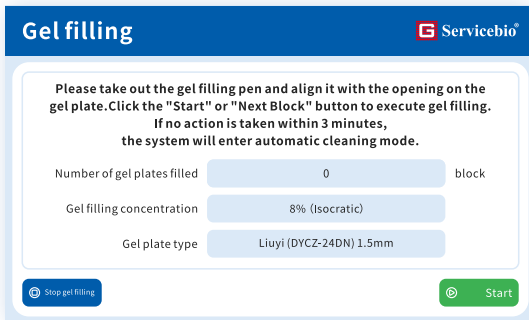 Gel filling
G Servicebio®
Please take out the gel filling pen and align it with the opening on the
gel plate.Click the "Start" or "Next Block" button to execute gel filling.
If no action is taken within 3 minutes,
the system will enter automatic cleaning mode.
Number of gel plates filled 0 block
Gel filling concentration 8% (Isocratic)
Gel plate type Liuyi (DYCZ-24DN) 1.5mm
Stop gel filling
Start